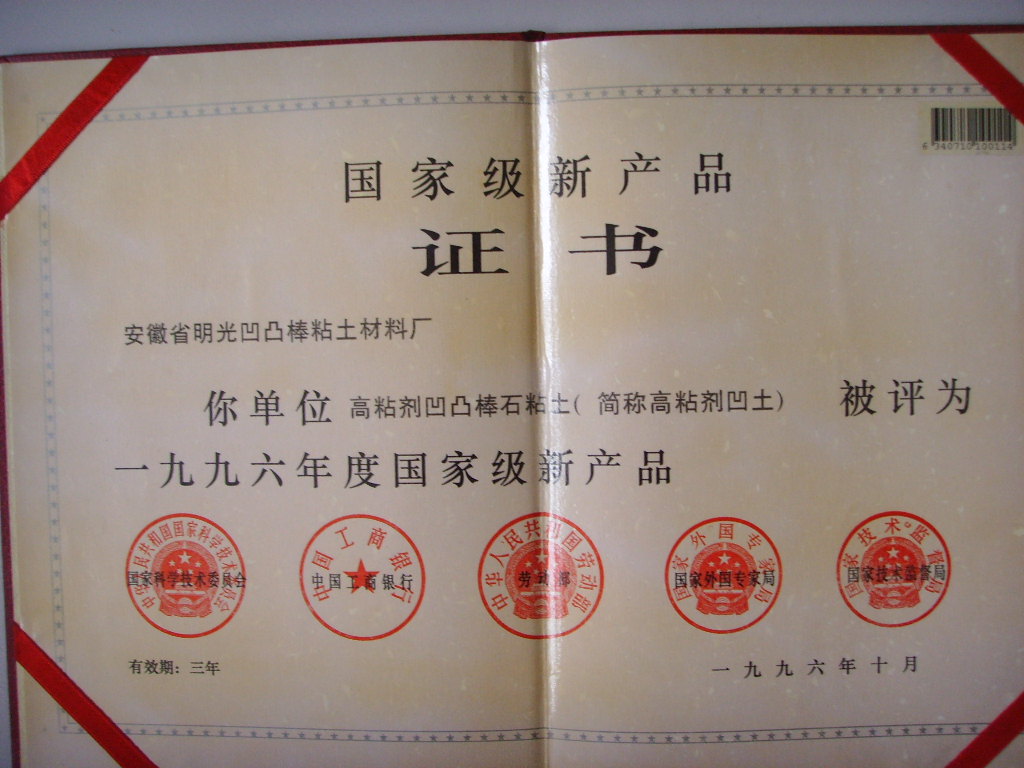 6 340710 100114
国家级新产品
证书
安徽省明光凹凸棒粘土材料厂
你单位 高粘剂凹凸棒石粘土(简称高粘剂凹土) 被评为
一九九六年度国家级新产品
中华人民共和国国家科学技术委员会
国家科学技术委员会
中国工商银行
中国工商银行
中华人民共和国劳动部
劳动部
国家外国专家局
国家外国专家局
国家技术监督局
国家技术监督局
有效期：三年
一九九六年十月